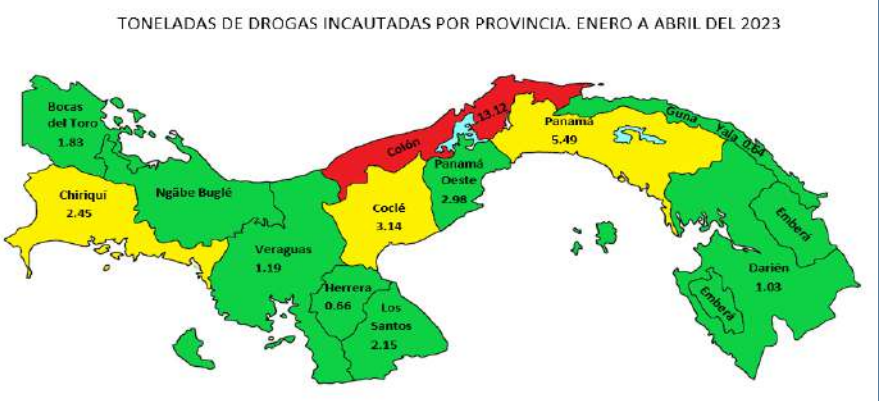 TONELADAS DE DROGAS INCAUTADAS POR PROVINCIA. ENERO A ABRIL DEL 2023
Bocas
del Toro
1.83
Chiriquí
2.45
Ngäbe Buglé
Veraguas
1.19
Herrera
0.66
Los
Santos
2.15
Coclé
3.14
Colón
13.12
Panamá
Oeste
2.98
Panamá
5.49
Guna Yala 0.64
Emberá
Darién
1.03
Emberá